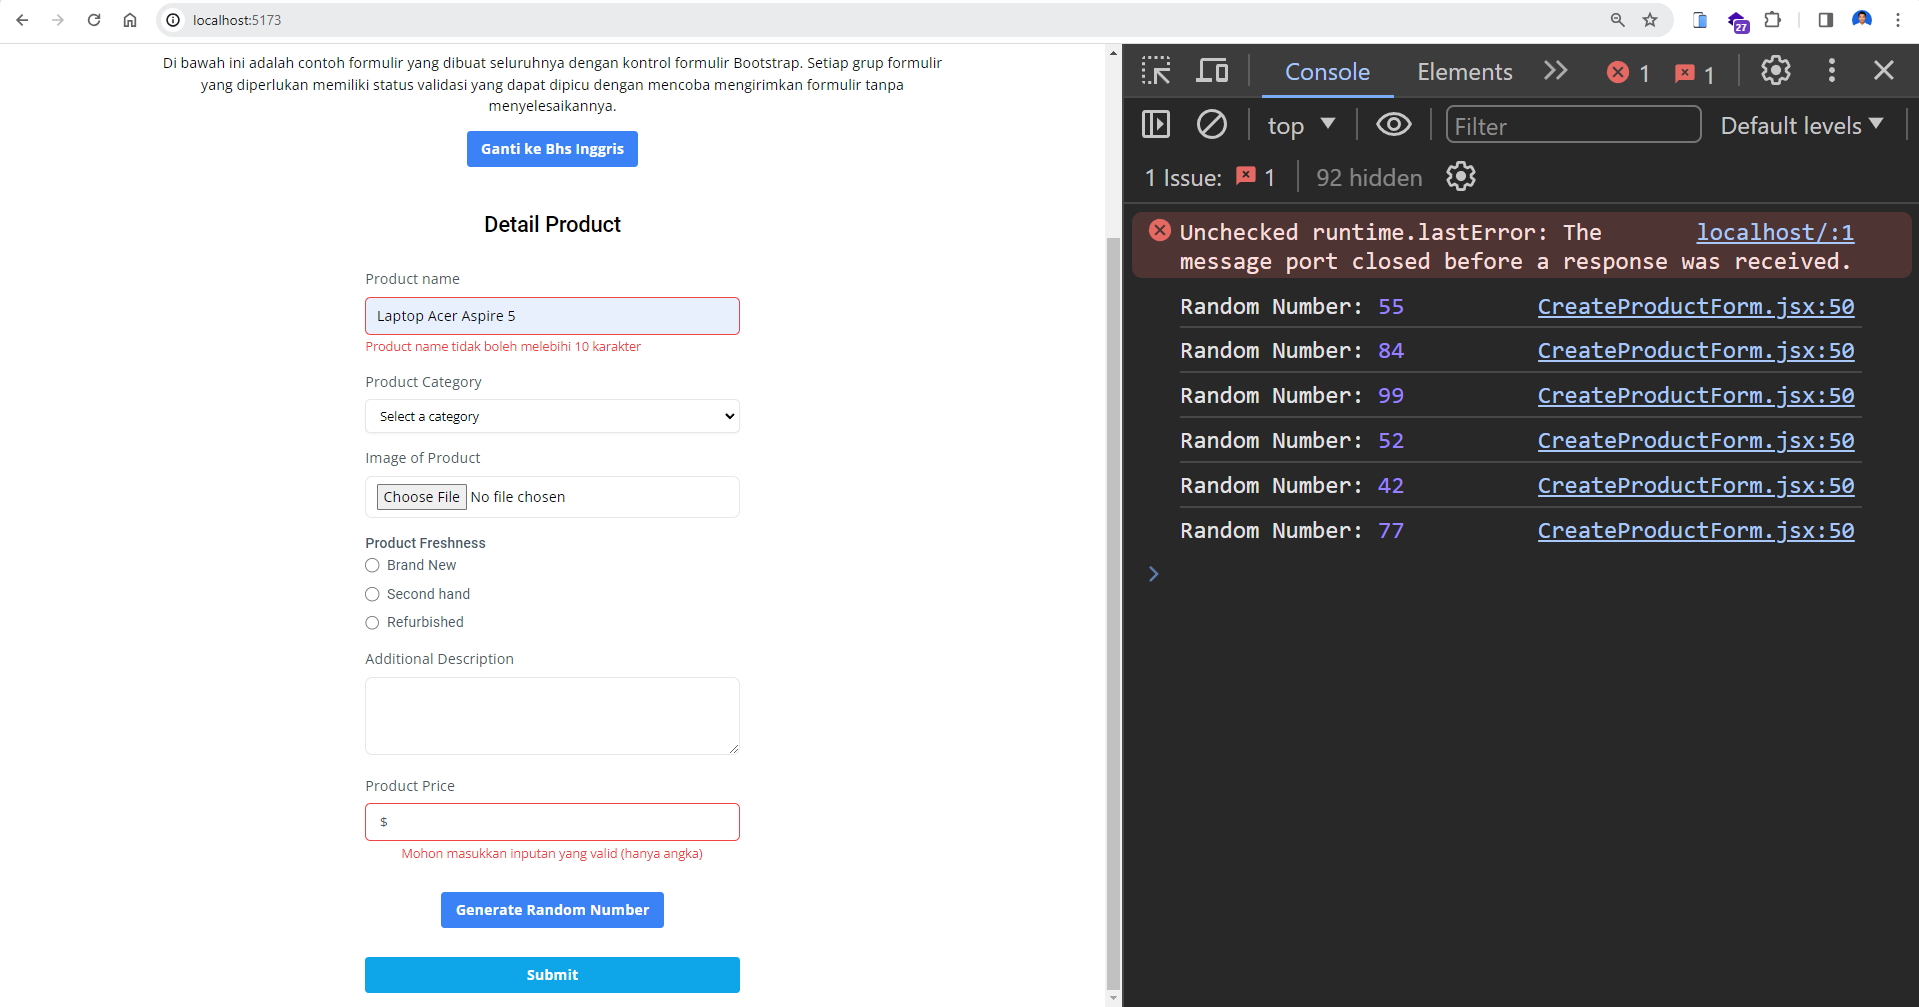 localhost:5173
27
Di bawah ini adalah contoh formulir yang dibuat seluruhnya dengan kontrol formulir Bootstrap. Setiap grup formulir
yang diperlukan memiliki status validasi yang dapat dipicu dengan mencoba mengirimkan formulir tanpa
menyelesaikannya.
Ganti ke Bhs Inggris
Detail Product
Product name
Laptop Acer Aspire 5
Product name tidak boleh melebihi 10 karakter
Product Category
Select a category
Image of Product
Choose File No file chosen
Product Freshness
Brand New
Second hand
Refurbished
Additional Description
Product Price
$
Mohon masukkan inputan yang valid (hanya angka)
Generate Random Number
Submit
Console Elements 1 1
top Filter Default levels
1 Issue: 1 92 hidden
Unchecked runtime.lastError: The localhost/:1
message port closed before a response was received.
Random Number: 55 CreateProductForm.jsx:50
Random Number: 84 CreateProductForm.jsx:50
Random Number: 99 CreateProductForm.jsx:50
Random Number: 52 CreateProductForm.jsx:50
Random Number: 42 CreateProductForm.jsx:50
Random Number: 77 CreateProductForm.jsx:50